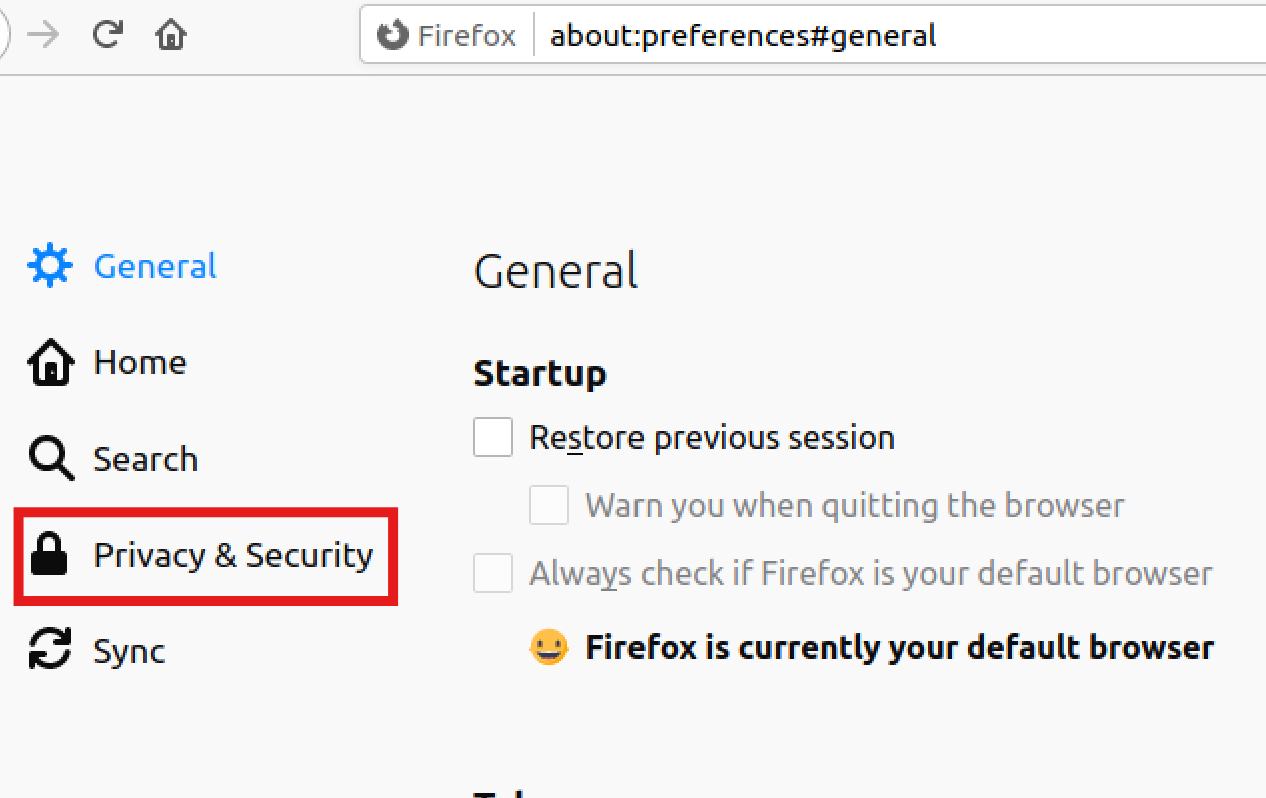 Firefox about:preferences#general
General
Home
Search
Privacy & Security
Sync
General
Startup
Restore previous session
Warn you when quitting the browser
Always check if Firefox is your default browser
Firefox is currently your default browser